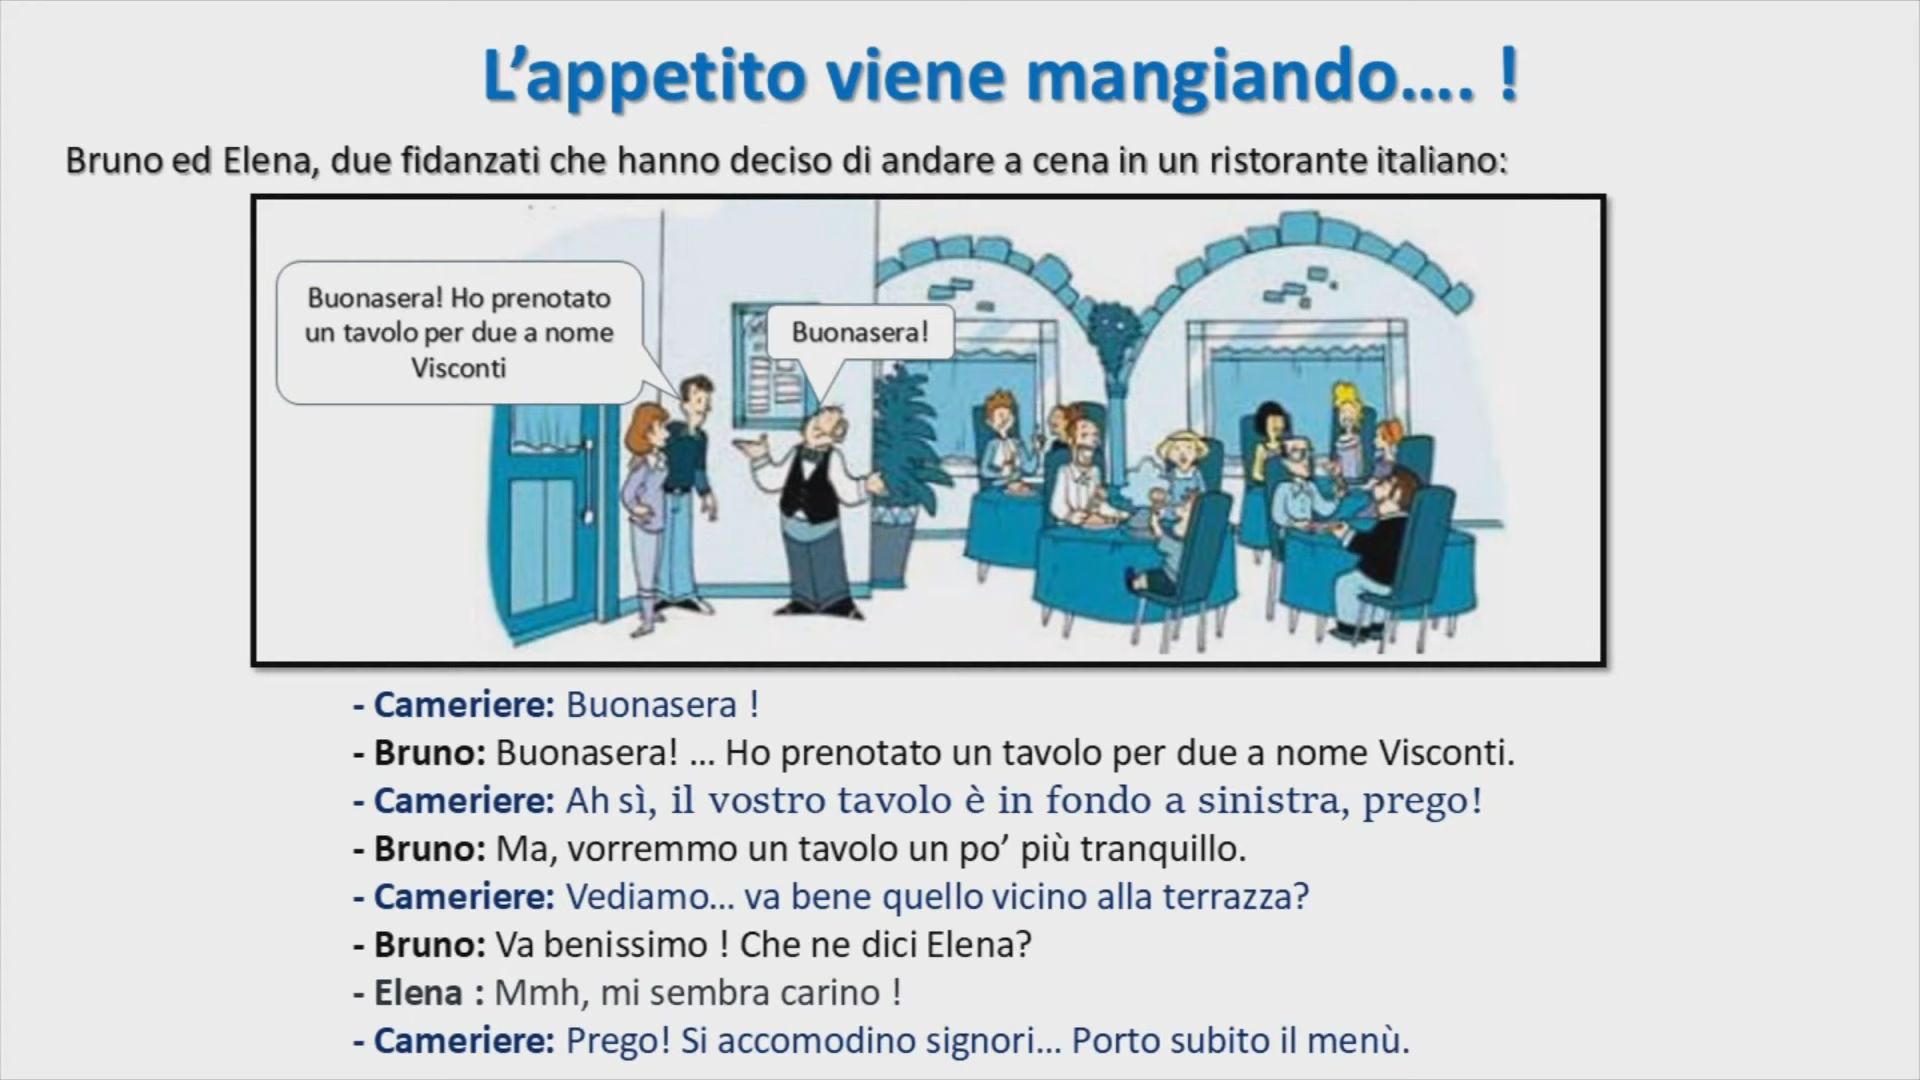 L’appetito viene mangiando.... !
Bruno ed Elena, due fidanzati che hanno deciso di andare a cena in un ristorante italiano:
Buonasera! Ho prenotato
un tavolo per due a nome
Visconti
Buonasera!
- Cameriere: Buonasera !
- Bruno: Buonasera! ... Ho prenotato un tavolo per due a nome Visconti.
- Cameriere: Ah sì, il vostro tavolo è in fondo a sinistra, prego!
- Bruno: Ma, vorremmo un tavolo un po’ più tranquillo.
- Cameriere: Vediamo... va bene quello vicino alla terrazza?
- Bruno: Va benissimo ! Che ne dici Elena?
- Elena : Mmh, mi sembra carino !
- Cameriere: Prego! Si accomodino signori... Porto subito il menù.